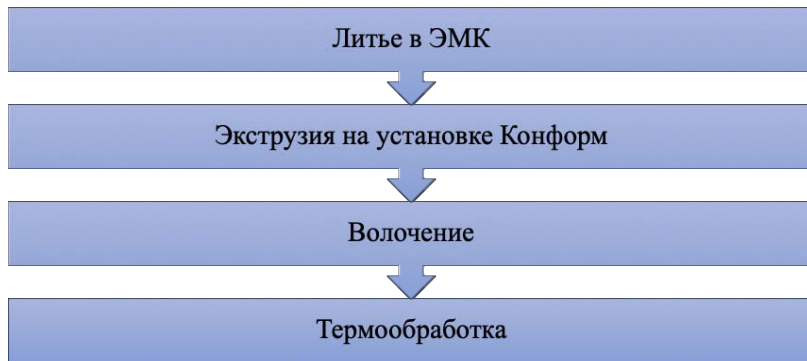 Литье в ЭМК
Экструзия на установке Конформ
Волочение
Термообработка